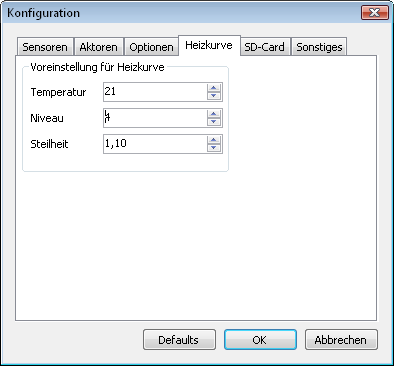 Konfiguration
Sensoren Aktoren Optionen Heizkurve SD-Card Sonstiges
Voreinstellung für Heizkurve
Temperatur 21
Niveau 4
Steilheit 1,10
Defaults OK Abbrechen